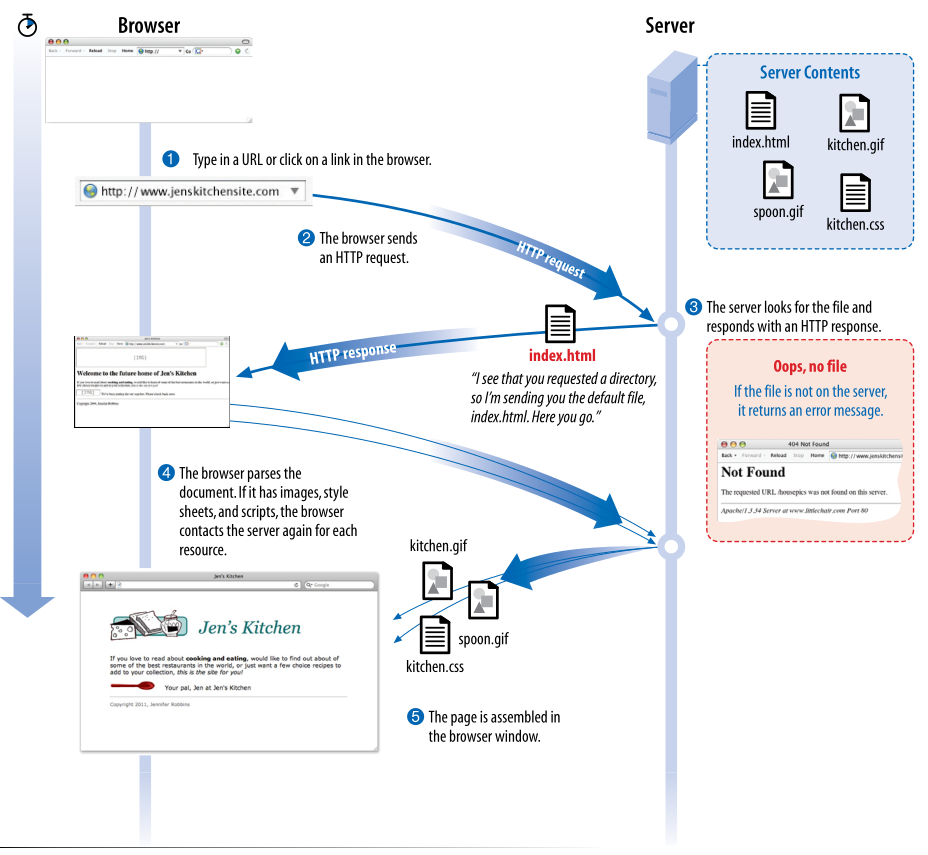 Browser
Server
Back Forward Reload Stop Home http:// Go
Server Contents
index.html
kitchen.gif
spoon.gif
kitchen.css
1 Type in a URL or click on a link in the browser.
http://www.jenskitchensite.com
2 The browser sends
an HTTP request.
HTTP request
3 The server looks for the file and
responds with an HTTP response.
index.html
HTTP response
"I see that you requested a directory,
so I'm sending you the default file,
index.html. Here you go."
[IMG]
Welcome to the future home of Jen's Kitchen
Oops, no file
If the file is not on the server,
it returns an error message.
404 Not Found
Back Forward Reload Stop Home http://www.jenskitchensi
Not Found
The requested URL /housepics was not found on this server.
Apache/1.3.34 Server at www.littlechair.com Port 80
4 The browser parses the
document. If it has images, style
sheets, and scripts, the browser
contacts the server again for each
resource.
kitchen.gif
spoon.gif
kitchen.css
Jen's Kitchen
Google
Jen's Kitchen
If you love to read about cooking and eating, would like to find out about of
some of the best restaurants in the world, or just want a few choice recipes to
add to your collection, this is the site for you!
Your pal, Jen at Jen's Kitchen
Copyright 2011, Jennifer Robbins
5 The page is assembled in
the browser window.